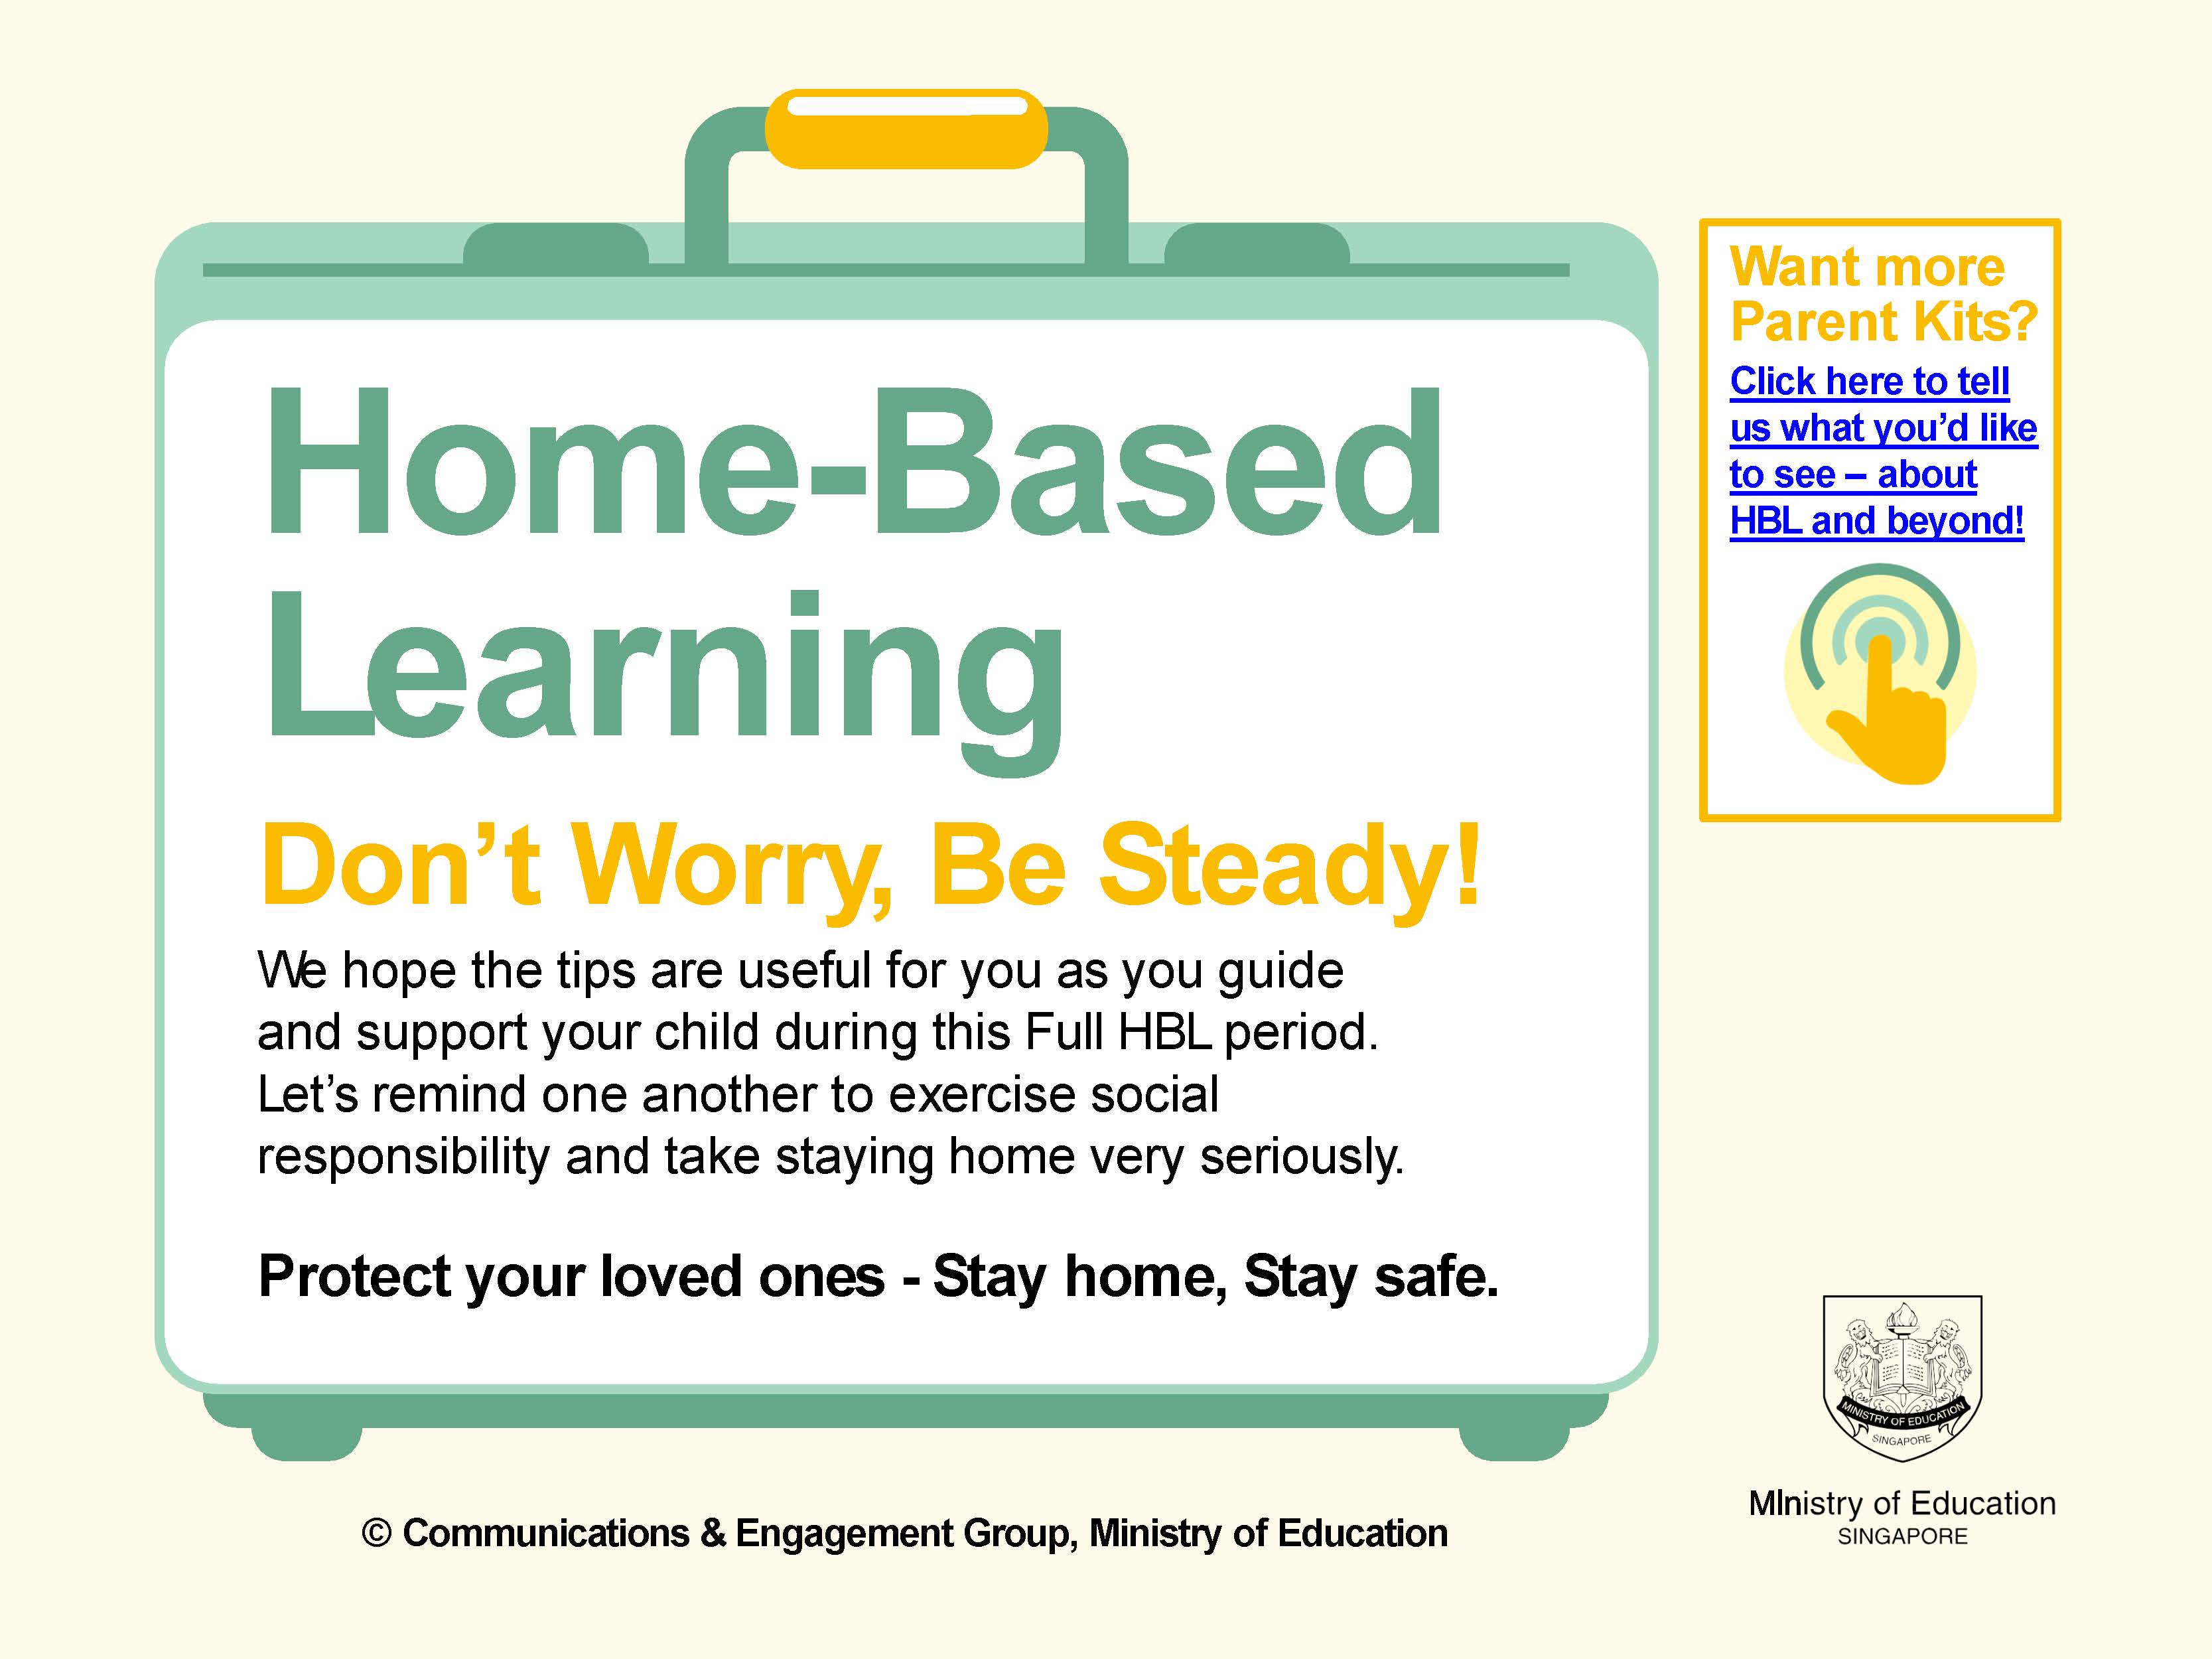 Home-Based
Learning
Don’t Worry, Be Steady!
We hope the tips are useful for you as you guide
and support your child during this Full HBL period.
Let’s remind one another to exercise social
responsibility and take staying home very seriously.
Protect your loved ones - Stay home, Stay safe.
Want more
Parent Kits?
Click here to tell
us what you’d like
to see – about
HBL and beyond!
MINISTRY OF EDUCATION
SINGAPORE
MInistry of Education
SINGAPORE
© Communications & Engagement Group, Ministry of Education